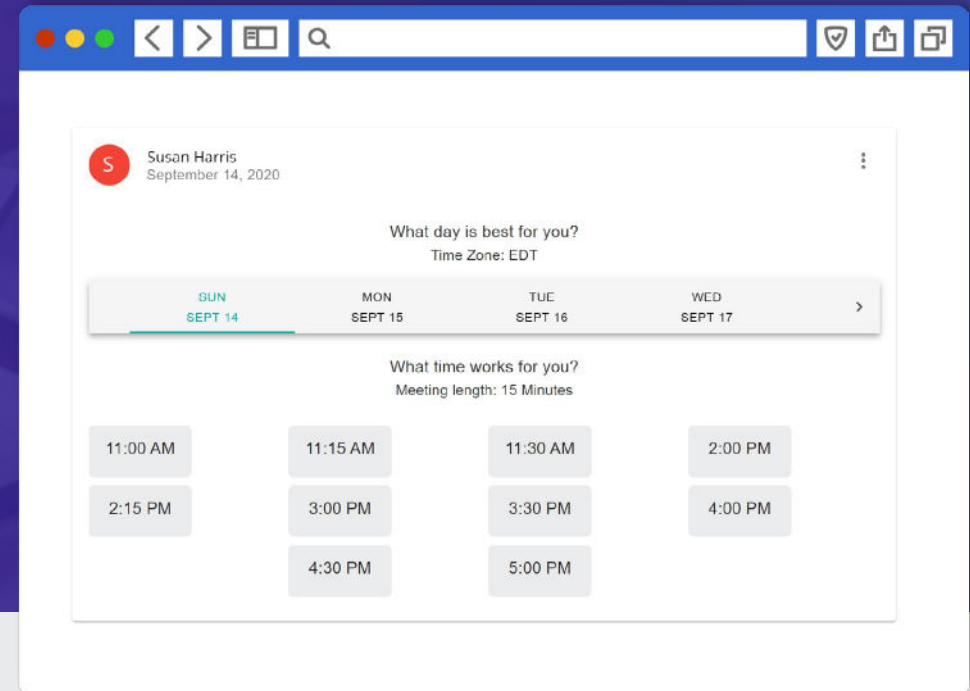 S
Susan Harris
September 14, 2020
What day is best for you?
Time Zone: EDT
SUN MON TUE WED
SEPT 14 SEPT 15 SEPT 16 SEPT 17
What time works for you?
Meeting length: 15 Minutes
11:00 AM 11:15 AM 11:30 AM 2:00 PM
2:15 PM 3:00 PM 3:30 PM 4:00 PM
4:30 PM 5:00 PM